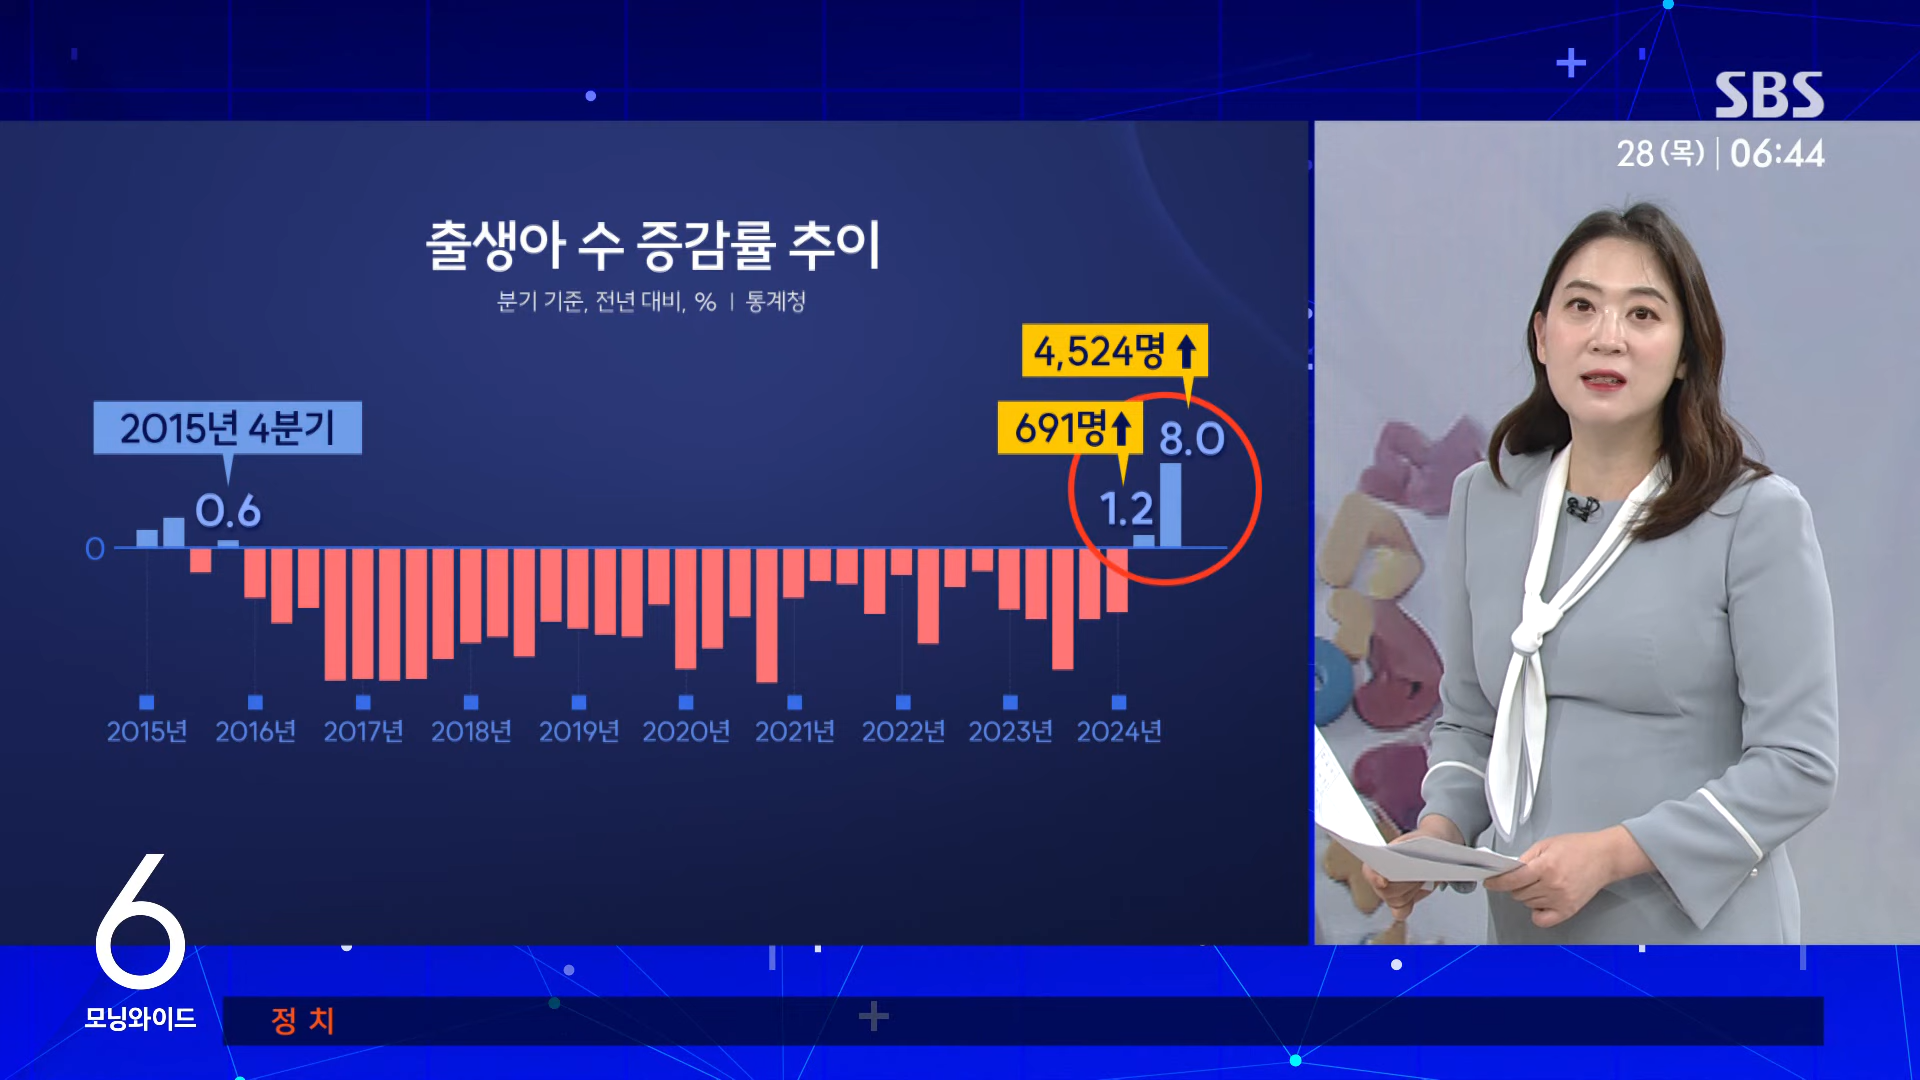 SBS
28(목) | 06:44
출생아 수 증감률 추이
분기 기준, 전년 대비, % | 통계청
4,524명 ⬆
2015년 4분기
691명⬆
8.0
0.6
1.2
0
2015년 2016년 2017년 2018년 2019년 2020년 2021년 2022년 2023년 2024년
6
모닝와이드
정 치